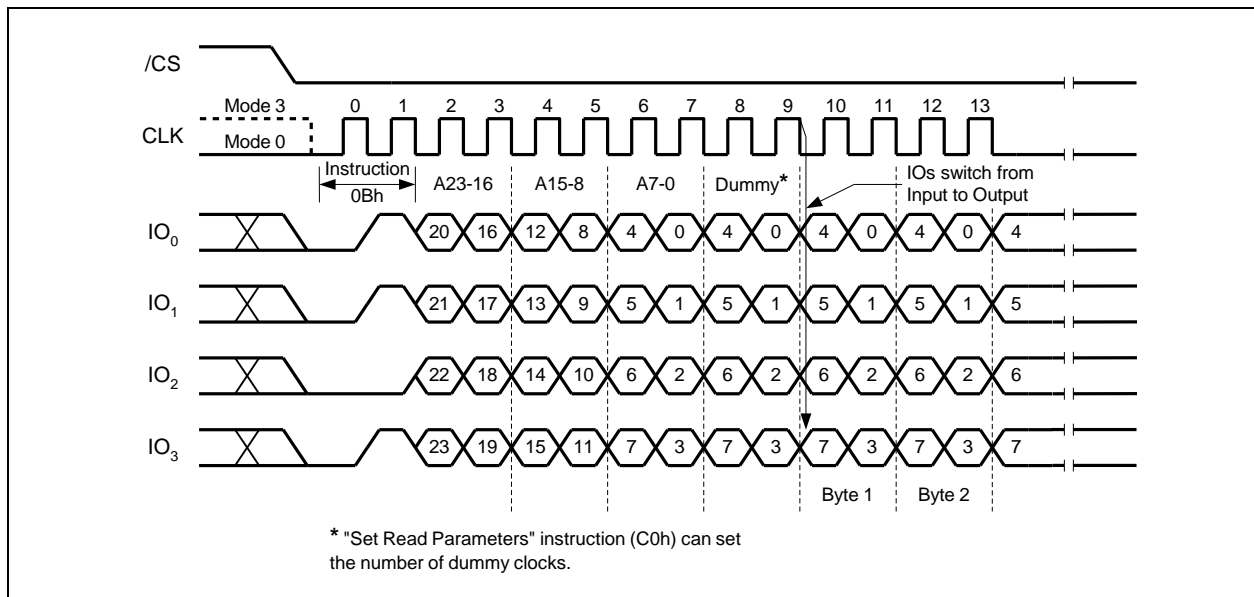 /CS
Mode 3 0 1 2 3 4 5 6 7 8 9 10 11 12 13
CLK
Mode 0
Instruction
0Bh
A23-16 A15-8 A7-0 Dummy*
IOs switch from
Input to Output
IO0 20 16 12 8 4 0 4 0 4 0 4 0 4
IO1 21 17 13 9 5 1 5 1 5 1 5 1 5
IO2 22 18 14 10 6 2 6 2 6 2 6 2 6
IO3 23 19 15 11 7 3 7 3 7 3 7 3 7
Byte 1 Byte 2
* "Set Read Parameters" instruction (C0h) can set
the number of dummy clocks.